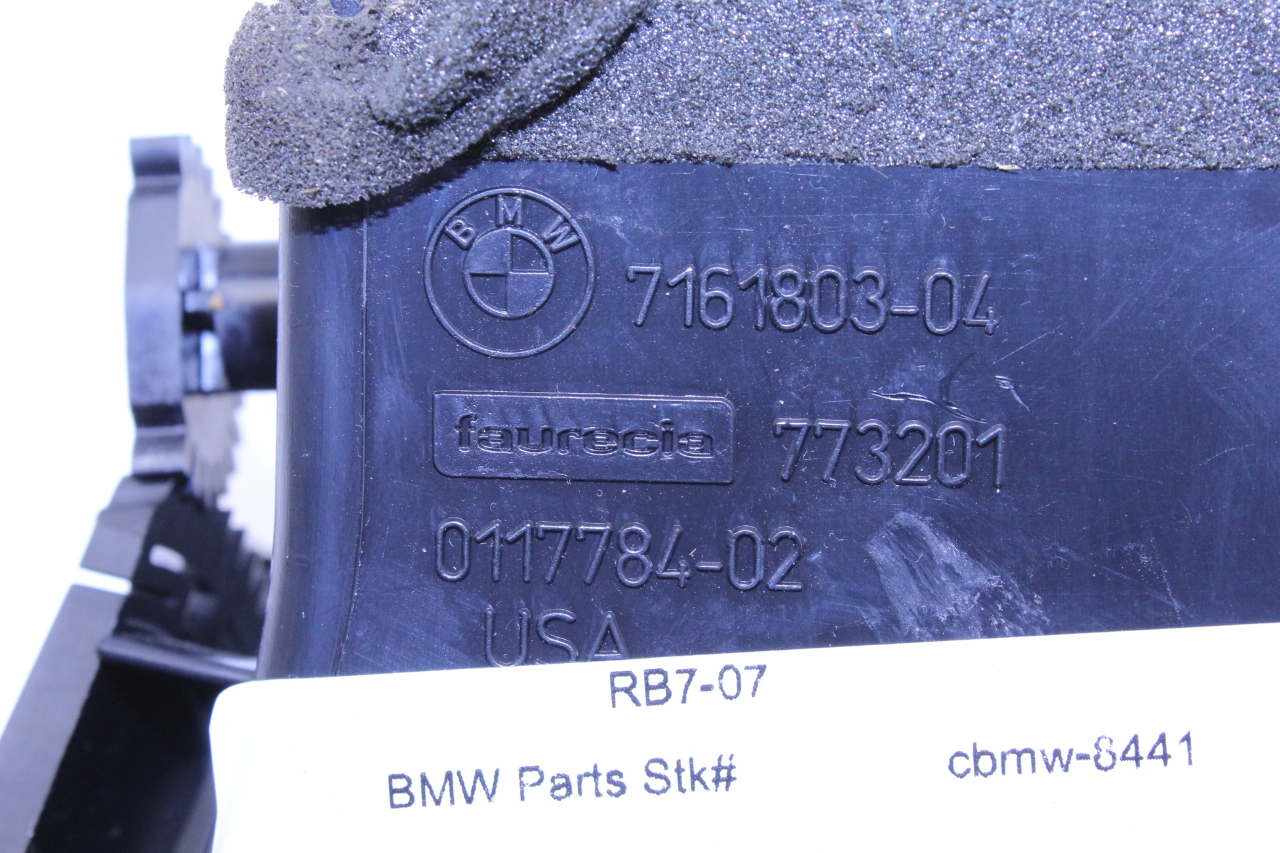 BMW
7161803-04
faurecia 773201
0117784-02
USA
RB7-07
BMW Parts Stk# cbmw-8441